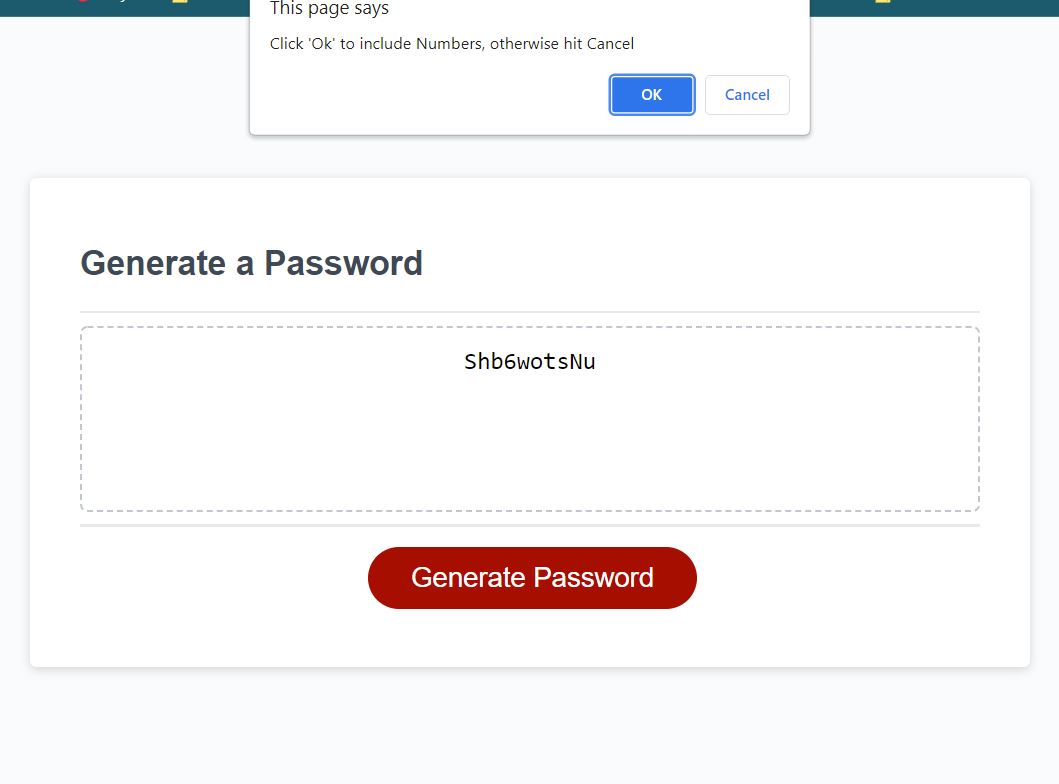 This page says
Click 'Ok' to include Numbers, otherwise hit Cancel
OK
Cancel
Generate a Password
Shb6wotsNu
Generate Password